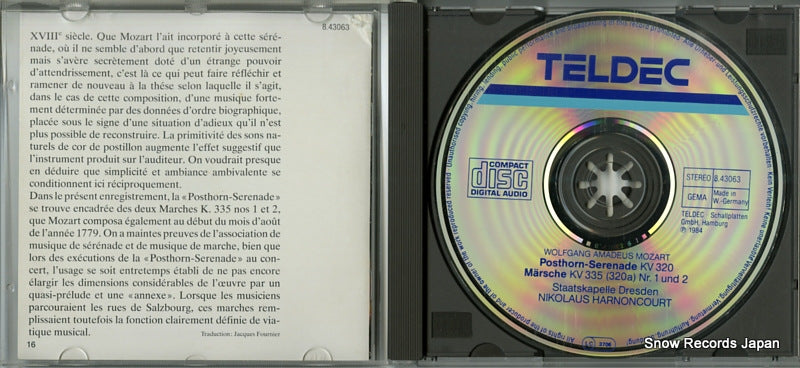 8.43063
XVIIIe siècle. Que Mozart l'ait incorporé à cette séré-
nade, où il ne semble d'abord que retentir joyeusement
mais s'avère secrètement doté d'un étrange pouvoir
d'attendrissement, c'est là ce qui peut faire réfléchir et
ramener de nouveau à la thèse selon laquelle il s'agit,
dans le cas de cette composition, d'une musique forte-
ment déterminée par des données d'ordre biographique,
placée sous le signe d'une situation d'adieux qu'il n'est
plus possible de reconstruire. La primitivité des sons na-
turels de cor de postillon augmente l'effet suggestif que
l'instrument produit sur l'auditeur. On voudrait presque
en déduire que simplicité et ambiance ambivalente se
conditionnent ici réciproquement.
Dans le présent enregistrement, la «Posthorn-Serenade»
se trouve encadrée des deux Marches K. 335 nos 1 et 2,
que Mozart composa également au début du mois d'août
de l'année 1779. On a maintes preuves de l'association de
musique de sérénade et de musique de marche, bien que
lors des exécutions de la «Posthorn-Serenade» au con-
cert, l'usage se soit entretemps établi de ne pas encore
élargir les dimensions considérables de l'œuvre par un
quasi-prélude et une «annexe». Lorsque les musiciens
parcouraient les rues de Salzbourg, ces marches rem-
plissaient toutefois la fonction clairement définie de via-
tique musical.
Traduction: Jacques Fournier
16
TELDEC
COMPACT
disc
DIGITAL AUDIO
STEREO 8.43063
GEMA Made in
W.-Germany
TELDEC Schallplatten
GmbH, Hamburg
℗ 1984
WOLFGANG AMADEUS MOZART
Posthorn-Serenade KV 320
Märsche KV 335 (320a) Nr. 1 und 2
Staatskapelle Dresden
NIKOLAUS HARNONCOURT
LC 3706
Snow Records Japan